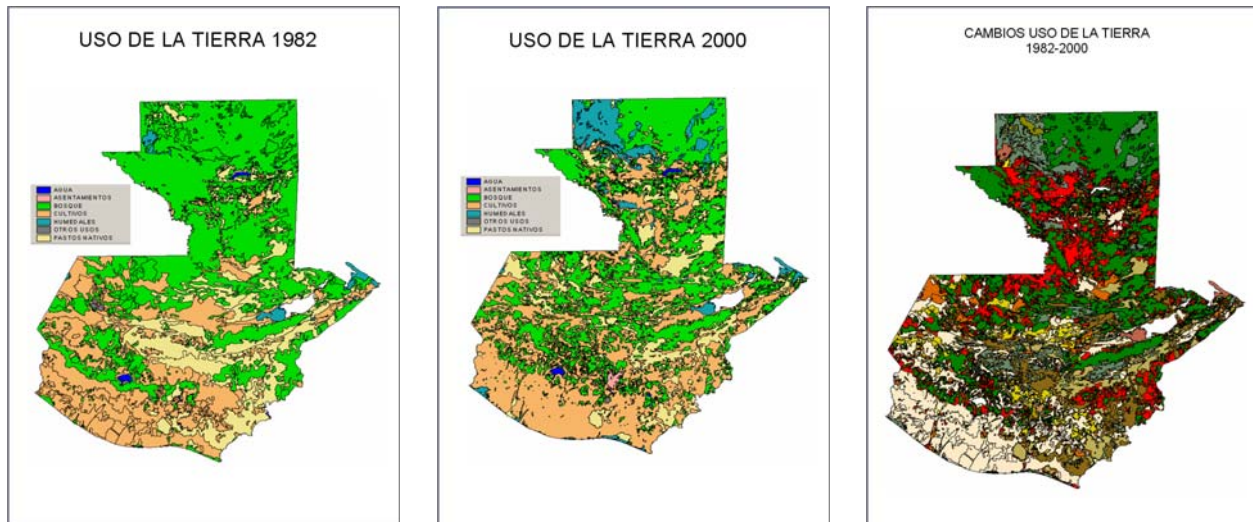 USO DE LA TIERRA 1982
AGUA
ASENTAMIENTOS
BOSQUE
CULTIVOS
HUMEDALES
OTROS USOS
PASTOS NATIVOS
USO DE LA TIERRA 2000
AGUA
ASENTAMIENTOS
BOSQUE
CULTIVOS
HUMEDALES
OTROS USOS
PASTOS NATIVOS
CAMBIOS USO DE LA TIERRA
1982-2000